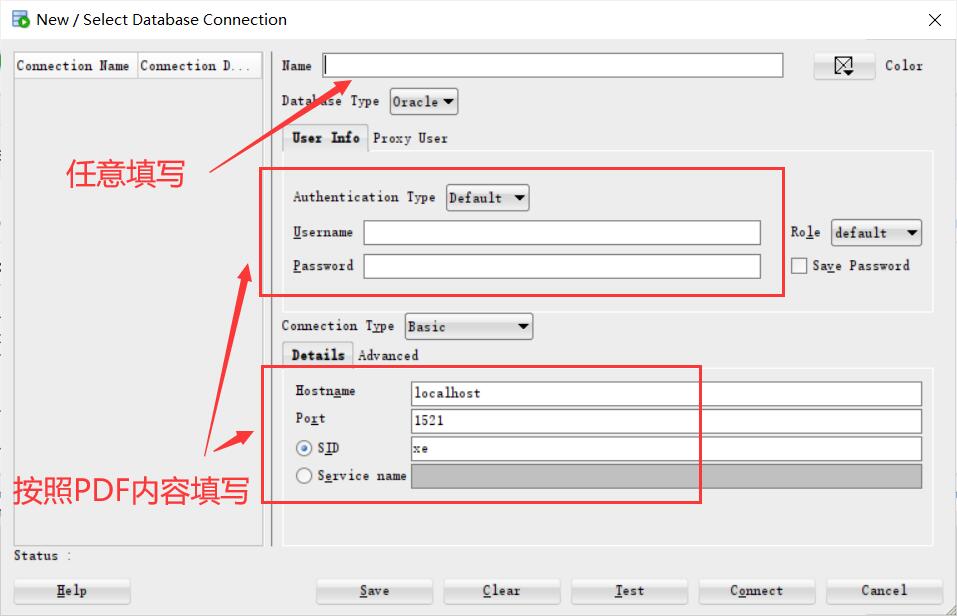 New / Select Database Connection
Connection Name Connection D...
Name
Color
Database Type Oracle
User Info Proxy User
任意填写
Authentication Type Default
Username
Role default
Password
Save Password
Connection Type Basic
Details Advanced
Hostname localhost
Port 1521
SID xe
Service name
按照PDF内容填写
Status :
Help Save Clear Test Connect Cancel